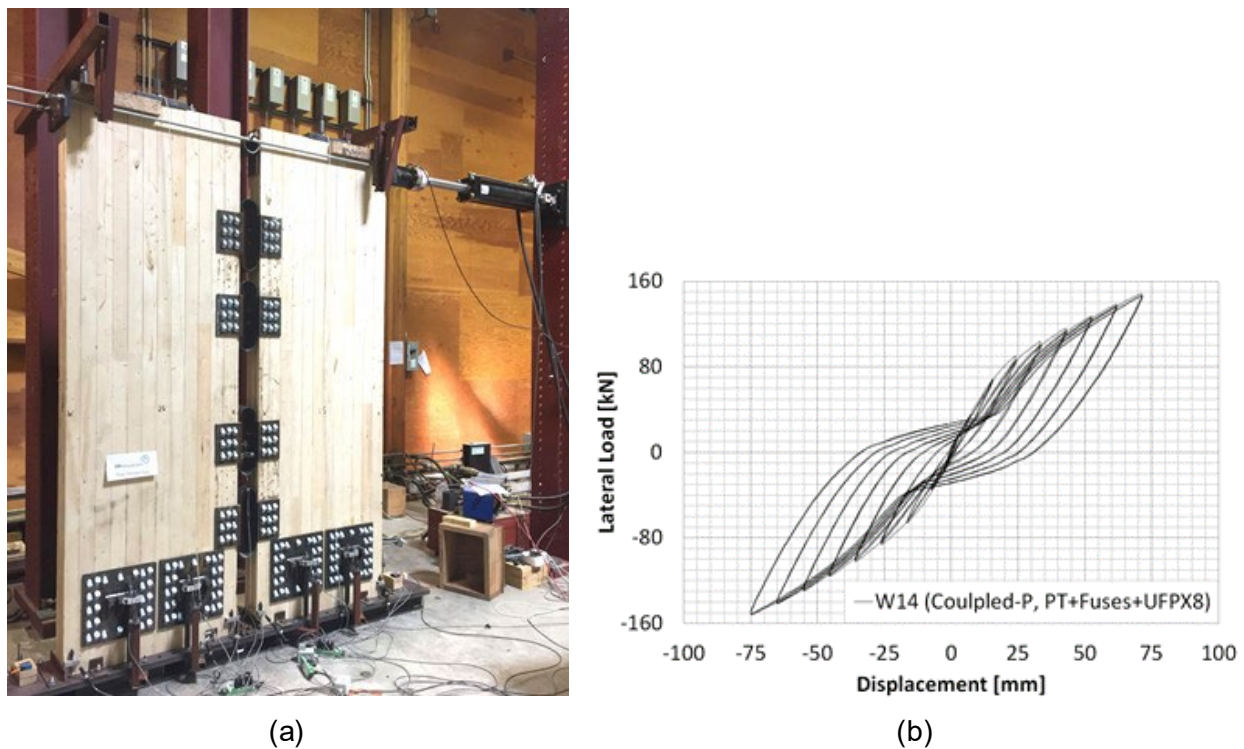 160
80
0
-80
-160
Lateral Load [kN]
W14 (Coulpled-P, PT+Fuses+UFPX8)
-100 -75 -50 -25 0 25 50 75 100
Displacement [mm]
(a) (b)